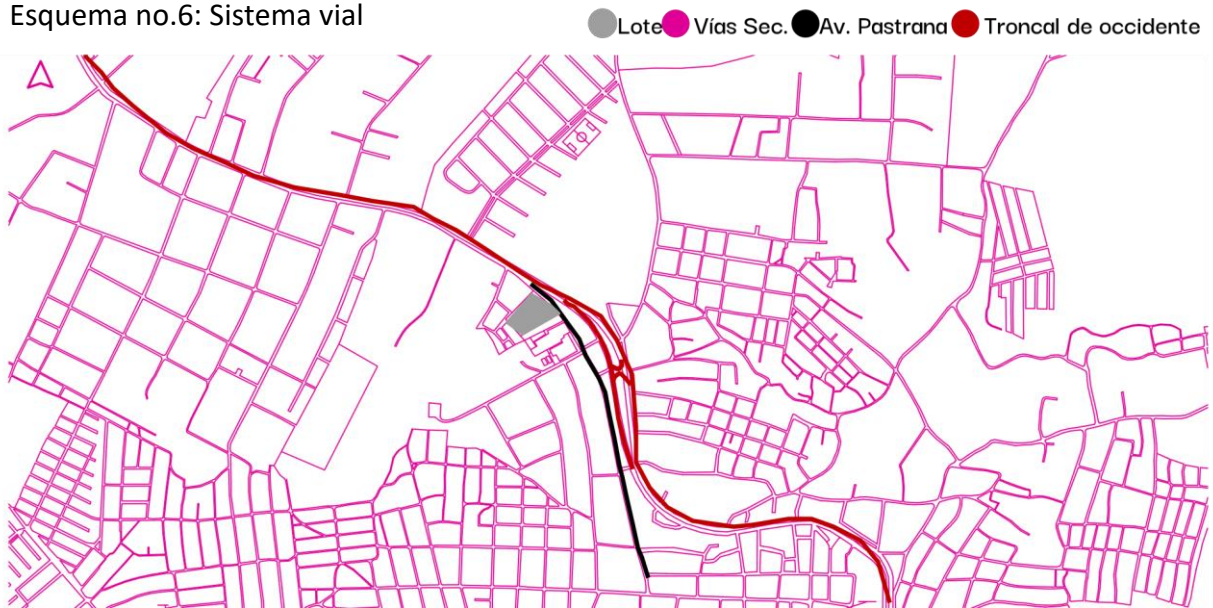 Esquema no.6: Sistema vial
Lote Vías Sec. Av. Pastrana Troncal de occidente